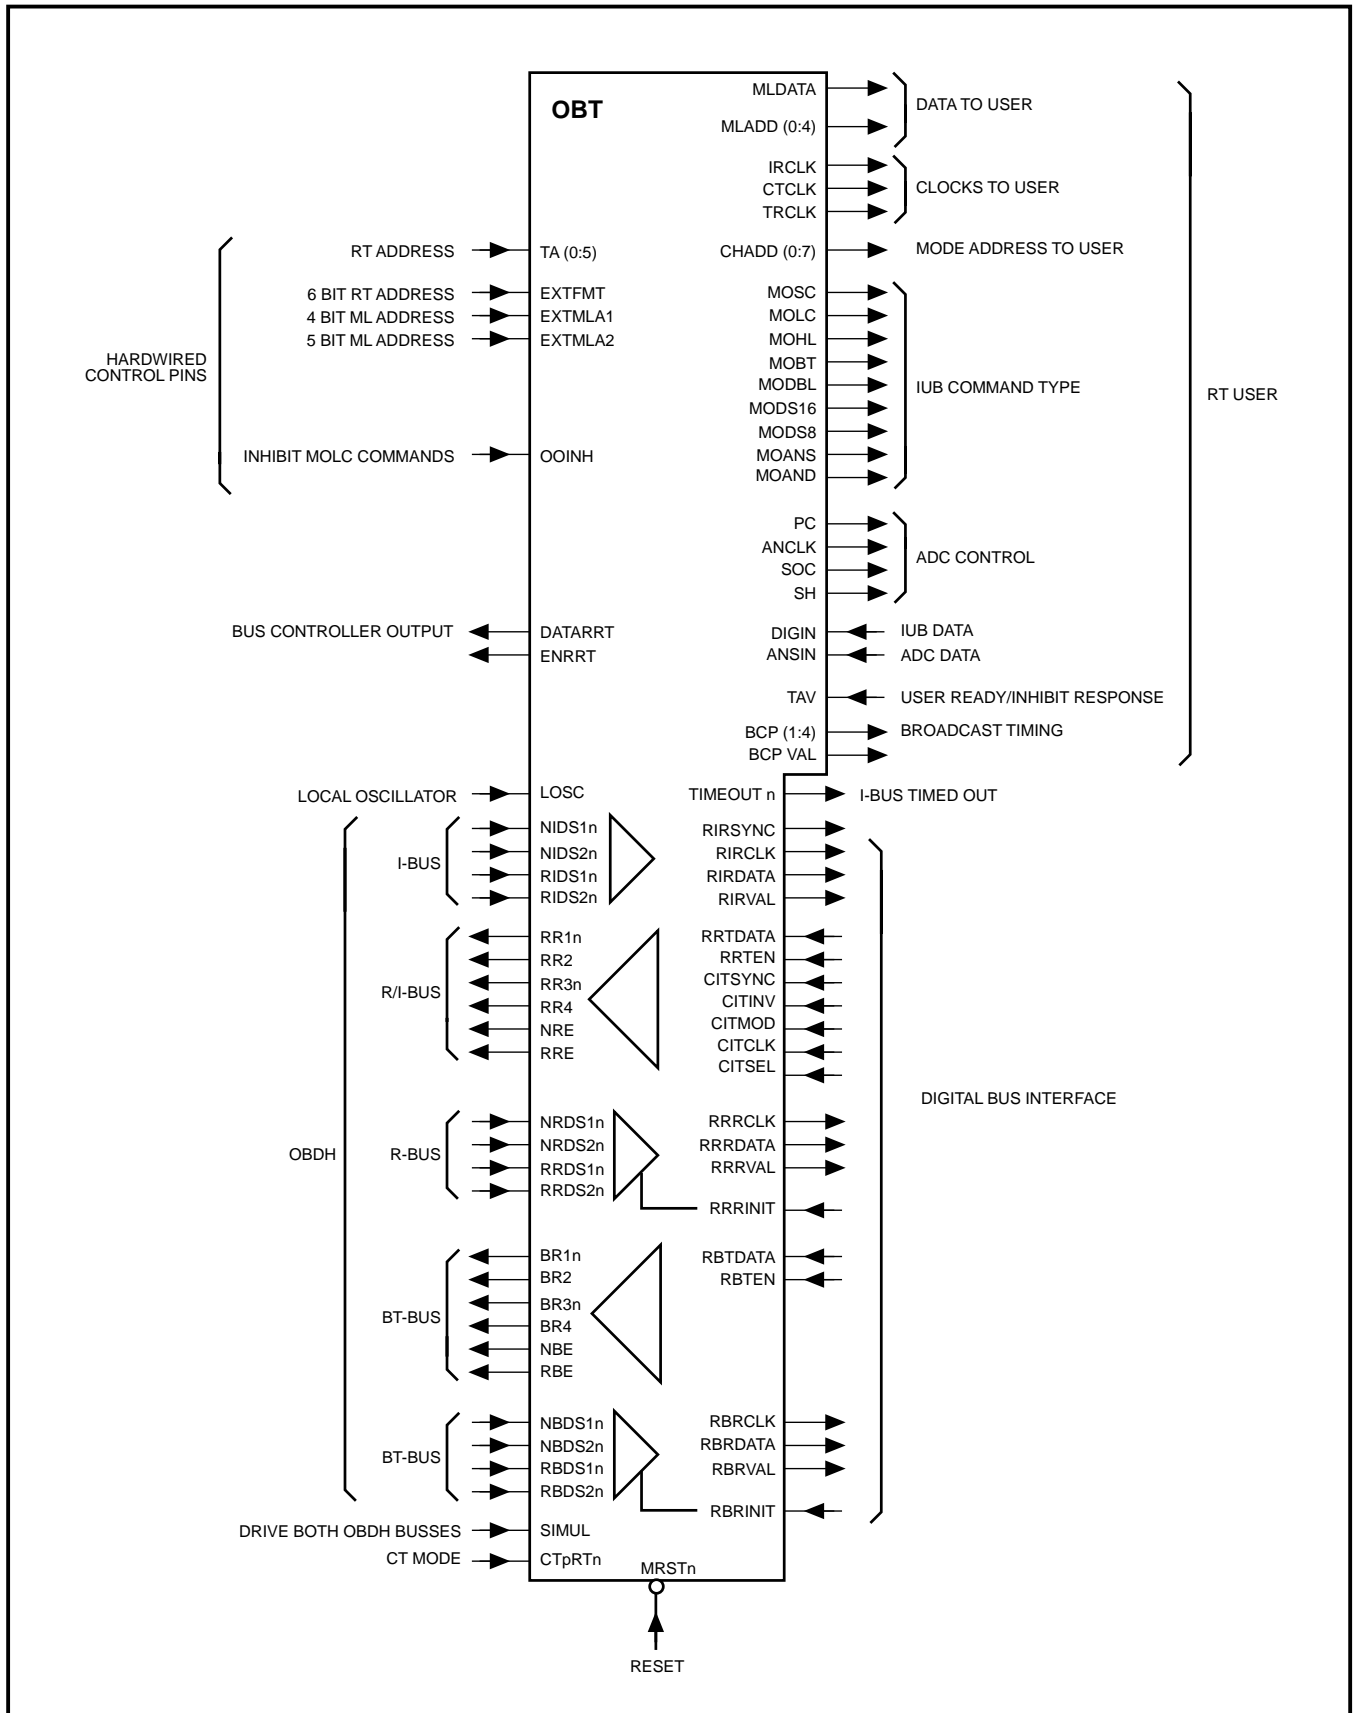 OBT
MLDATA
DATA TO USER
MLADD (0:4)
IRCLK
CTCLK
CLOCKS TO USER
TRCLK
RT ADDRESS
TA (0:5)
CHADD (0:7)
MODE ADDRESS TO USER
6 BIT RT ADDRESS
EXTFMT
4 BIT ML ADDRESS
EXTMLA1
5 BIT ML ADDRESS
EXTMLA2
HARDWIRED
CONTROL PINS
INHIBIT MOLC COMMANDS
OOINH
MOSC
MOLC
MOHL
MOBT
MODBL
MODS16
MODS8
MOANS
MOAND
IUB COMMAND TYPE
RT USER
PC
ANCLK
SOC
SH
ADC CONTROL
BUS CONTROLLER OUTPUT
DATARRT
ENRRT
DIGIN
IUB DATA
ANSIN
ADC DATA
TAV
USER READY/INHIBIT RESPONSE
BCP (1:4)
BROADCAST TIMING
BCP VAL
LOCAL OSCILLATOR
LOSC
TIMEOUT n
I-BUS TIMED OUT
I-BUS
NIDS1n
NIDS2n
RIDS1n
RIDS2n
RIRSYNC
RIRCLK
RIRDATA
RIRVAL
R/I-BUS
RR1n
RR2
RR3n
RR4
NRE
RRE
RRTDATA
RRTEN
CITSYNC
CITINV
CITMOD
CITCLK
CITSEL
DIGITAL BUS INTERFACE
OBDH
R-BUS
NRDS1n
NRDS2n
RRDS1n
RRDS2n
RRRCLK
RRRDATA
RRRVAL
RRRINIT
BT-BUS
BR1n
BR2
BR3n
BR4
NBE
RBE
RBTDATA
RBTEN
BT-BUS
NBDS1n
NBDS2n
RBDS1n
RBDS2n
RBRCLK
RBRDATA
RBRVAL
RBRINIT
DRIVE BOTH OBDH BUSSES
SIMUL
CT MODE
CTpRTn
MRSTn
RESET